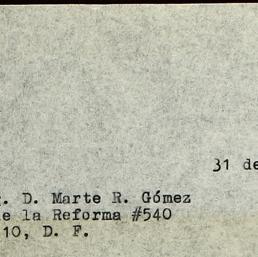 31 de
. D. Marte R. Gómez
e la Reforma #540
10, D. F.